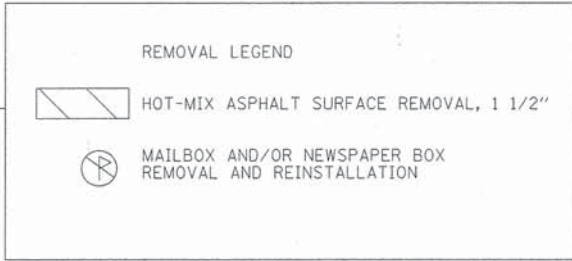 REMOVAL LEGEND
HOT-MIX ASPHALT SURFACE REMOVAL, 1 1/2"
MAILBOX AND/OR NEWSPAPER BOX
REMOVAL AND REINSTALLATION
R